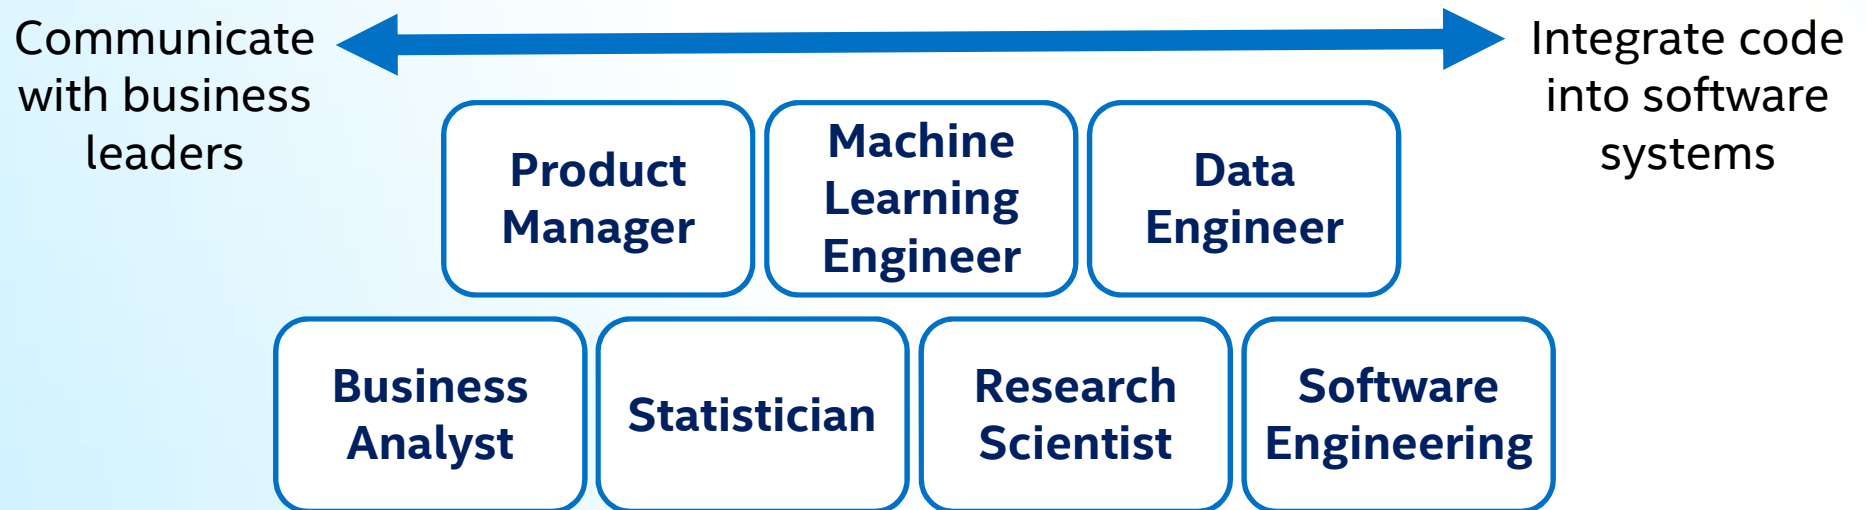 Communicate
with business
leaders
Integrate code
into software
systems
Product
Manager
Machine
Learning
Engineer
Data
Engineer
Business
Analyst
Statistician
Research
Scientist
Software
Engineering